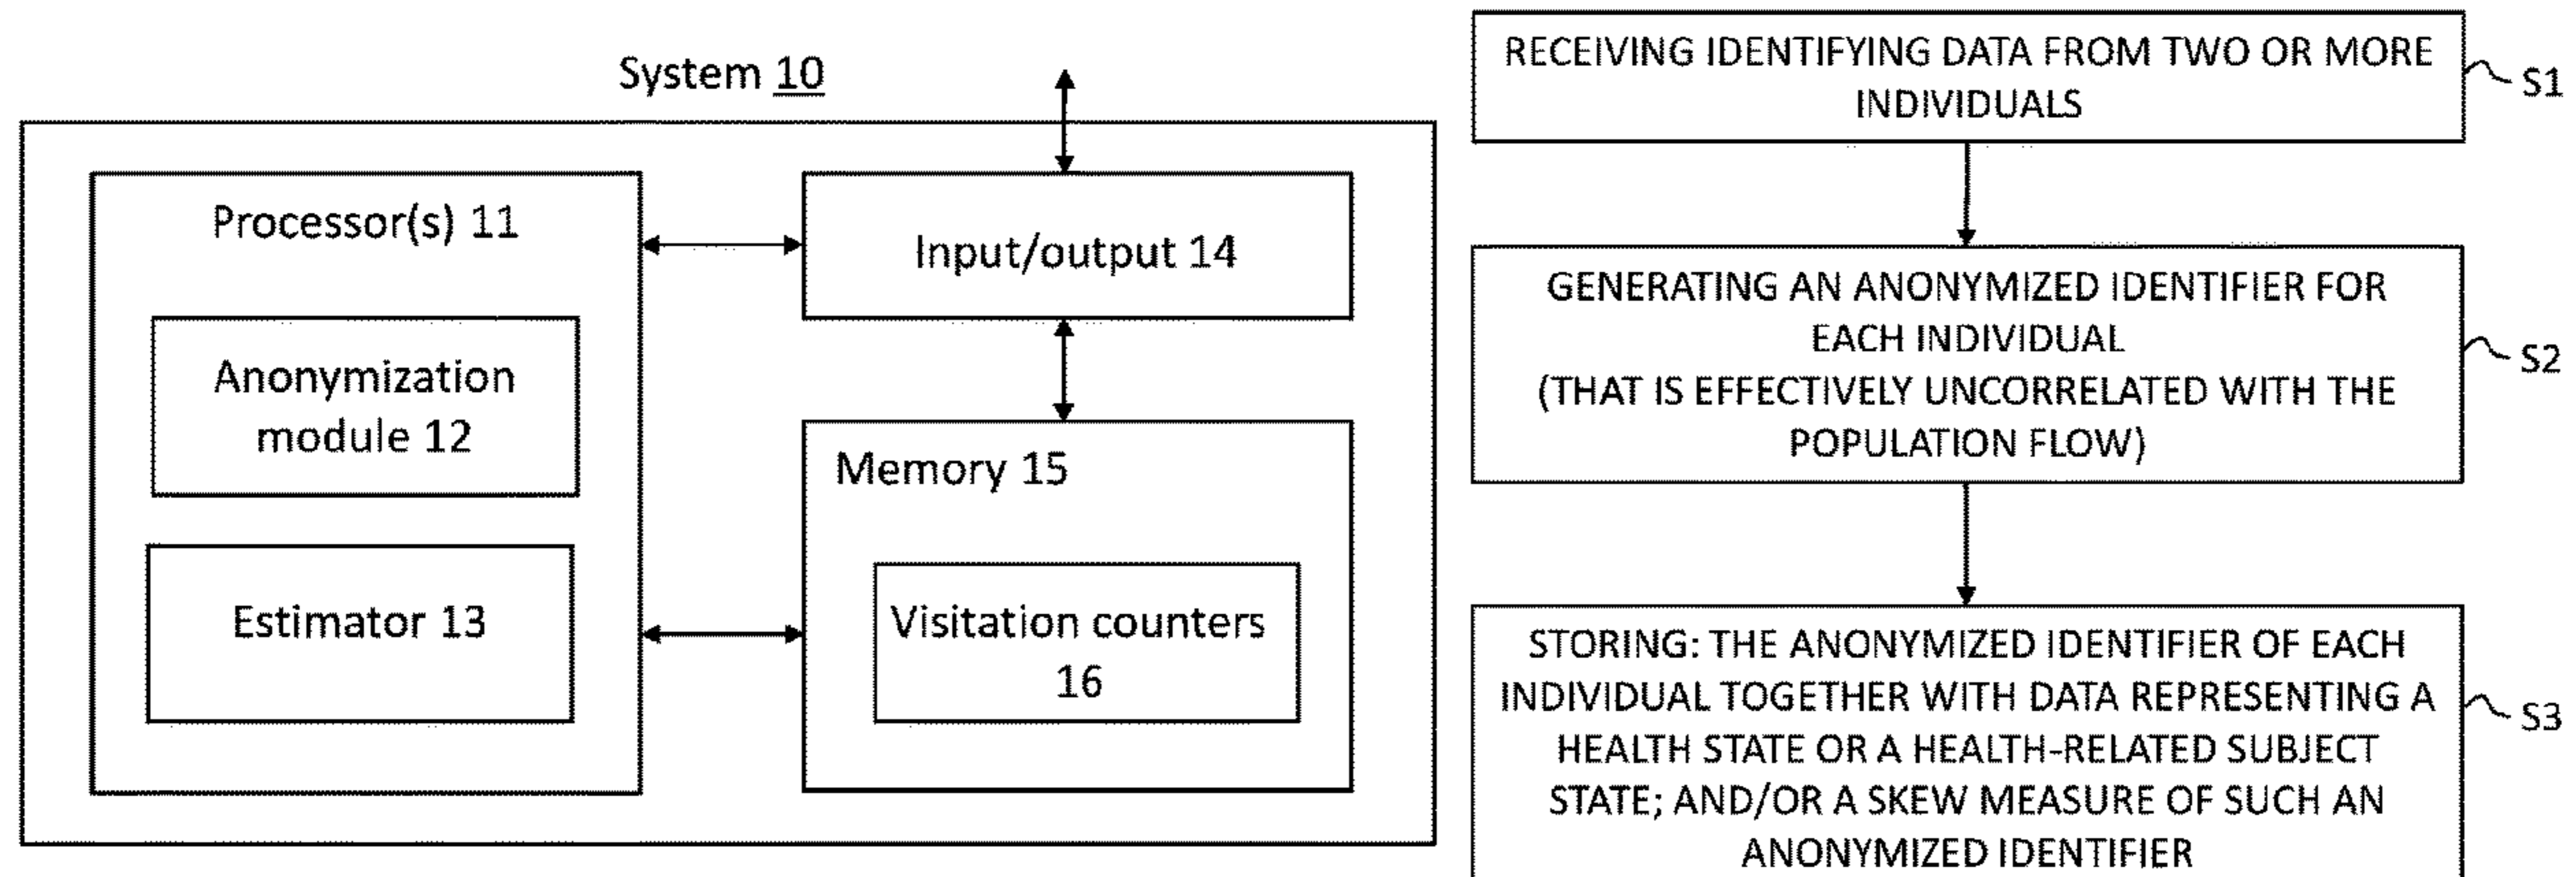 System 10
Processor(s) 11
Anonymization
module 12
Estimator 13
Input/output 14
Memory 15
Visitation counters
16
RECEIVING IDENTIFYING DATA FROM TWO OR MORE
INDIVIDUALS
S1
GENERATING AN ANONYMIZED IDENTIFIER FOR
EACH INDIVIDUAL
(THAT IS EFFECTIVELY UNCORRELATED WITH THE
POPULATION FLOW)
S2
STORING: THE ANONYMIZED IDENTIFIER OF EACH
INDIVIDUAL TOGETHER WITH DATA REPRESENTING A
HEALTH STATE OR A HEALTH-RELATED SUBJECT
STATE; AND/OR A SKEW MEASURE OF SUCH AN
ANONYMIZED IDENTIFIER
S3